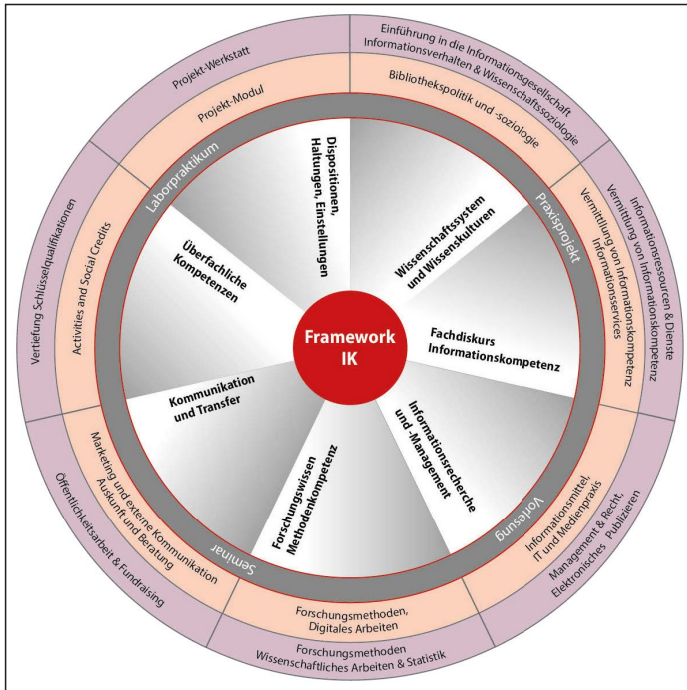 Projekt-Werkstatt
Einführung in die Informationsgesellschaft
Informationsverhalten & Wissenschaftssoziologie
Informationsressourcen & Dienste
Vermittlung von Informationskompetenz
Management & Recht,
Elektronisches Publizieren
Forschungsmethoden
Wissenschaftliches Arbeiten & Statistik
Öffentlichkeitsarbeit & Fundraising
Vertiefung Schlüsselqualifikationen
Projekt-Modul
Bibliothekspolitik und -soziologie
Vermittlung von Informationskompetenz
Informationsservices
Informationsmittel,
IT und Medienpraxis
Forschungsmethoden,
Digitales Arbeiten
Marketing und externe Kommunikation
Auskunft und Beratung
Activities and Social Credits
Laborpraktikum
Praxisprojekt
Vorlesung
Seminar
Dispositionen,
Haltungen, Einstellungen
Wissenschaftssystem
und Wissenskulturen
Fachdiskurs
Informationskompetenz
Informationsrecherche
und -Management
Forschungswissen
Methodenkompetenz
Kommunikation
und Transfer
Überfachliche
Kompetenzen
Framework
IK